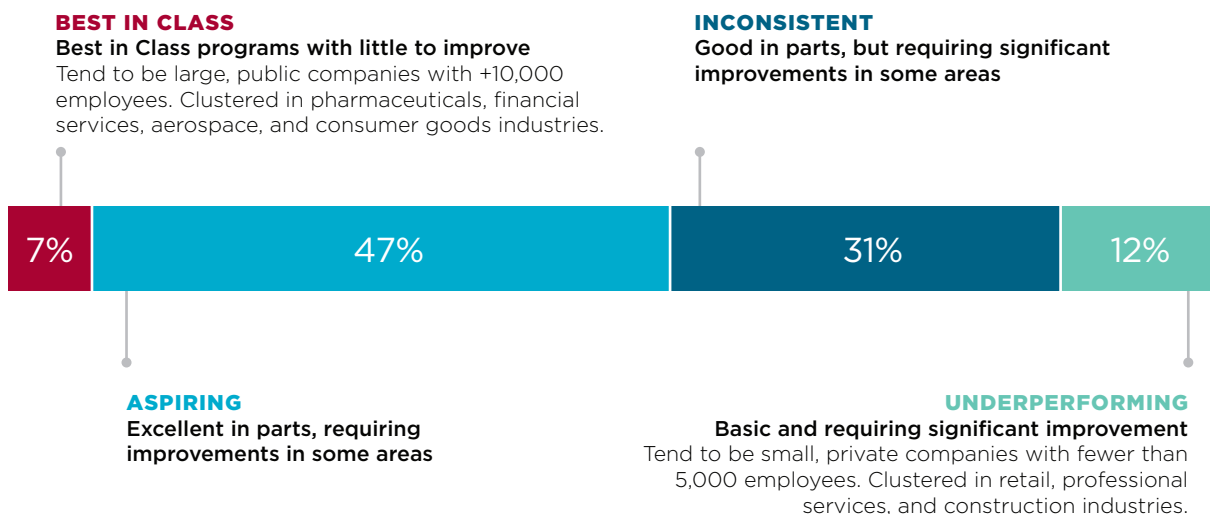 BEST IN CLASS
Best in Class programs with little to improve
Tend to be large, public companies with +10,000
employees. Clustered in pharmaceuticals, financial
services, aerospace, and consumer goods industries.
INCONSISTENT
Good in parts, but requiring significant
improvements in some areas
7%
47%
31%
12%
ASPIRING
Excellent in parts, requiring
improvements in some areas
UNDERPERFORMING
Basic and requiring significant improvement
Tend to be small, private companies with fewer than
5,000 employees. Clustered in retail, professional
services, and construction industries.